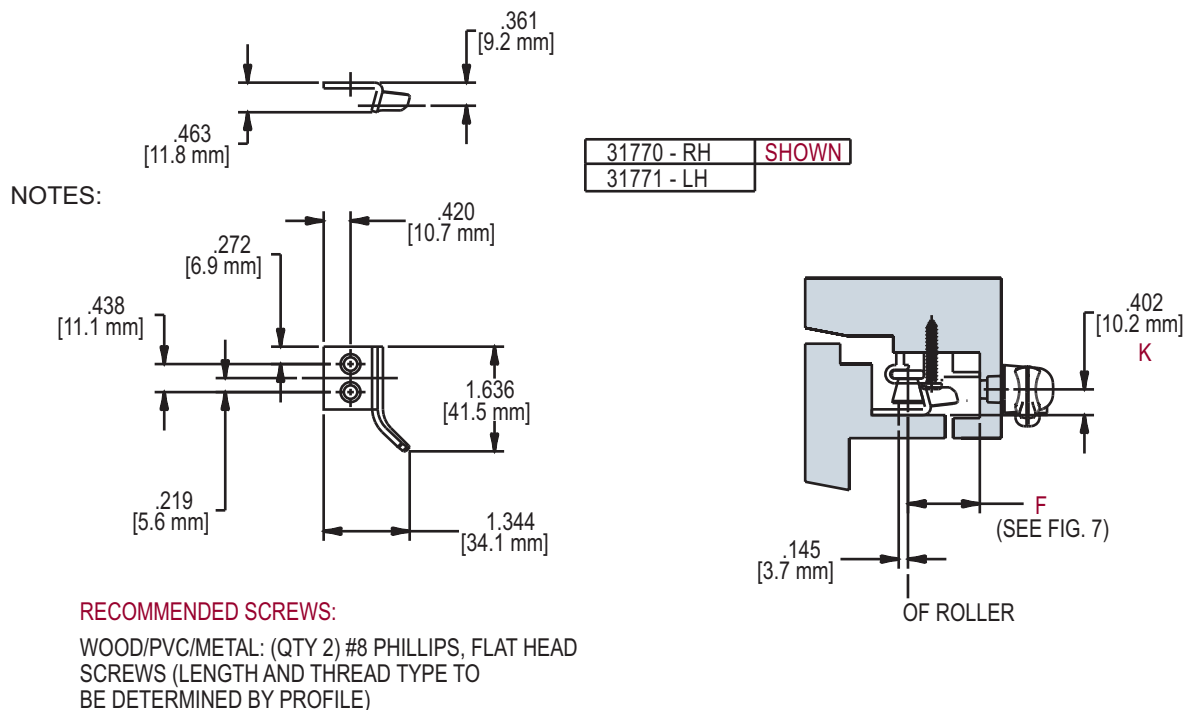 .361
[9.2 mm]
.463
[11.8 mm]
31770 - RH SHOWN
31771 - LH
NOTES:
.420
[10.7 mm]
.272
[6.9 mm]
.438
[11.1 mm]
1.636
[41.5 mm]
.219
[5.6 mm]
1.344
[34.1 mm]
.402
[10.2 mm]
K
F
(SEE FIG. 7)
.145
[3.7 mm]
OF ROLLER
RECOMMENDED SCREWS:
WOOD/PVC/METAL: (QTY 2) #8 PHILLIPS, FLAT HEAD
SCREWS (LENGTH AND THREAD TYPE TO
BE DETERMINED BY PROFILE)